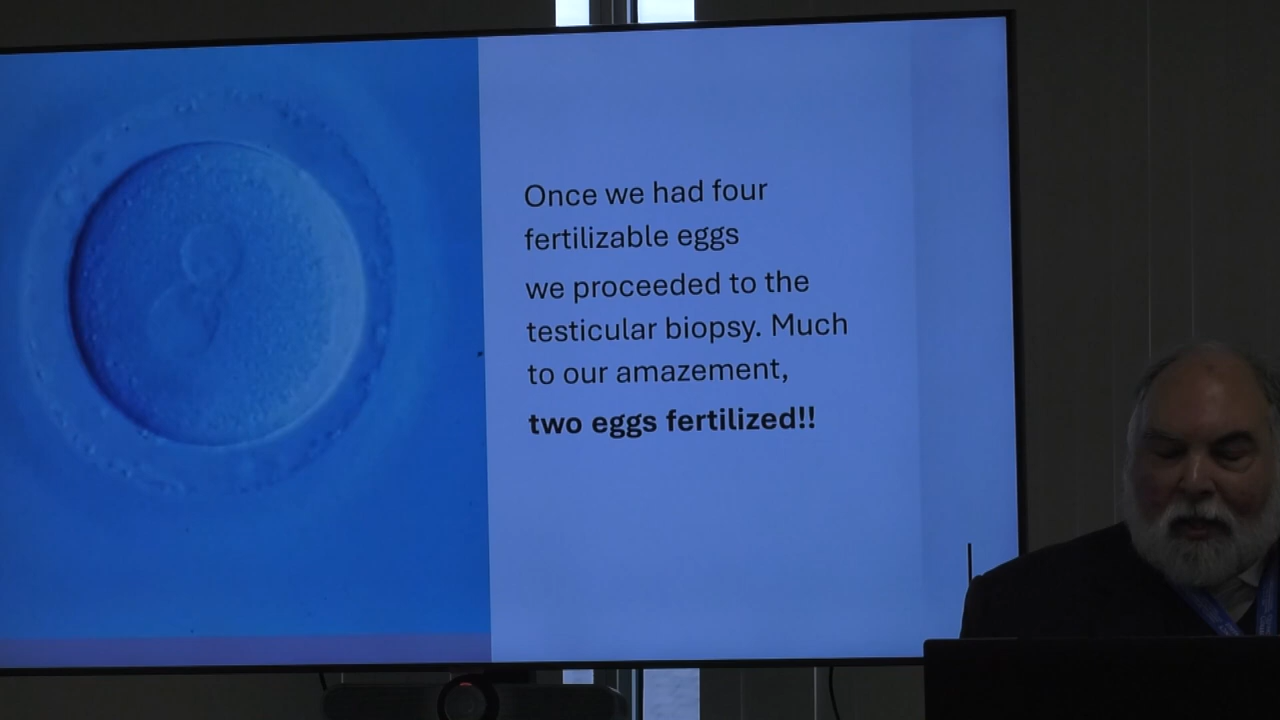 Once we had four
fertilizable eggs
we proceeded to the
testicular biopsy. Much
to our amazement,
two eggs fertilized!!